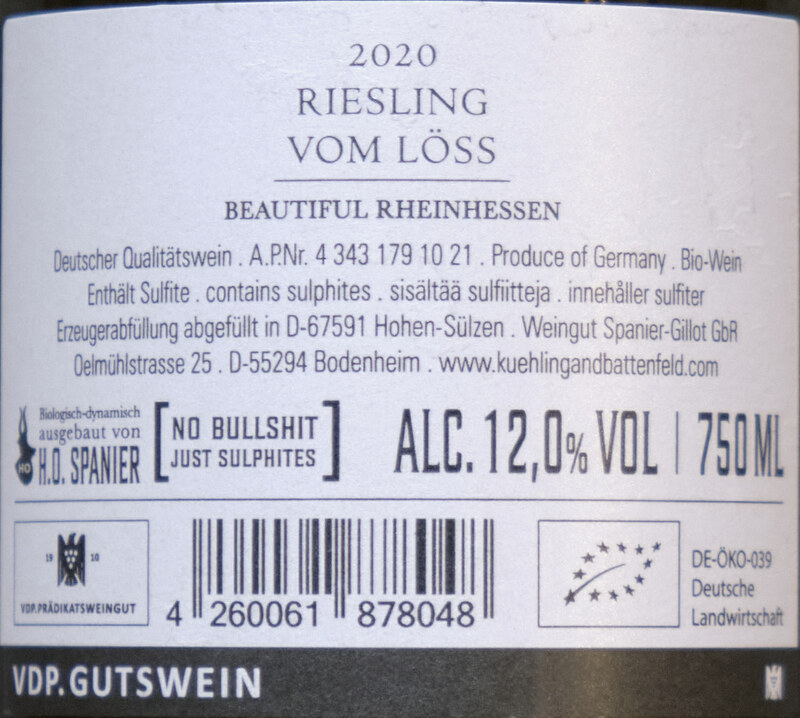 2020
RIESLING
VOM LÖSS
BEAUTIFUL RHEINHESSEN
Deutscher Qualitätswein . A.P.Nr. 4 343 179 10 21 . Produce of Germany . Bio-Wein
Enthält Sulfite . contains sulphites . sisältää sulfiitteja . innehåller sulfiter
Erzeugerabfüllung abgefüllt in D-67591 Hohen-Sülzen . Weingut Spanier-Gillot GbR
Oelmühlstrasse 25 . D-55294 Bodenheim . www.kuehlingandbattenfeld.com
Biologisch-dynamisch
ausgebaut von
HO
H.O. SPANIER
[NO BULLSHIT
JUST SULPHITES]
ALC. 12,0% VOL | 750 ML
19 10
VDP.PRÄDIKATSWEINGUT
4 260061 878048
DE-ÖKO-039
Deutsche
Landwirtschaft
VDP.GUTSWEIN